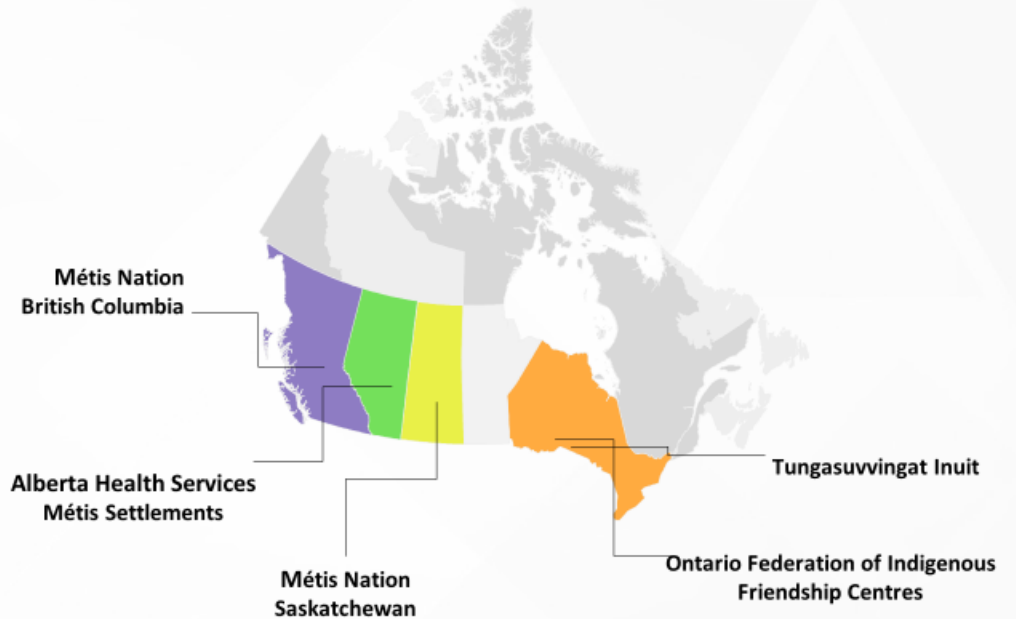 Métis Nation
British Columbia
Alberta Health Services
Métis Settlements
Métis Nation
Saskatchewan
Tungasuvvingat Inuit
Ontario Federation of Indigenous
Friendship Centres